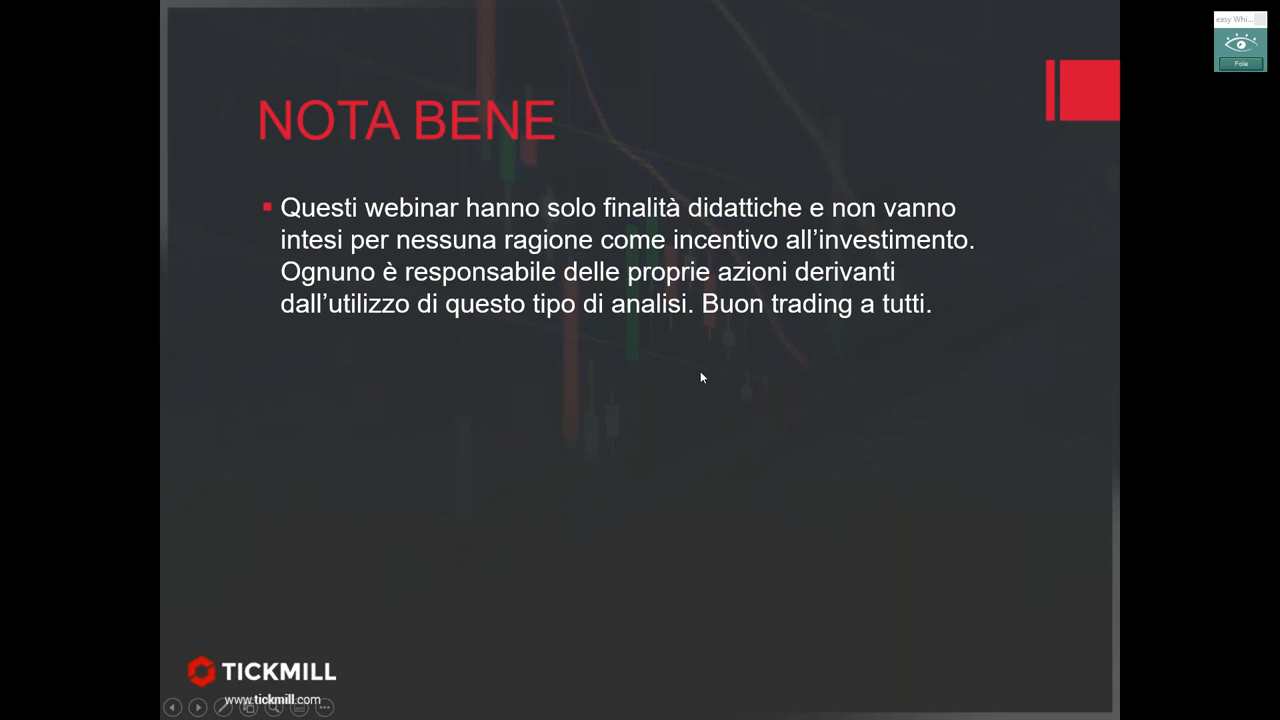 easy Whi...
Fola
NOTA BENE
Questi webinar hanno solo finalità didattiche e non vanno
intesi per nessuna ragione come incentivo all’investimento.
Ognuno è responsabile delle proprie azioni derivanti
dall’utilizzo di questo tipo di analisi. Buon trading a tutti.
TICKMILL
www.tickmill.com